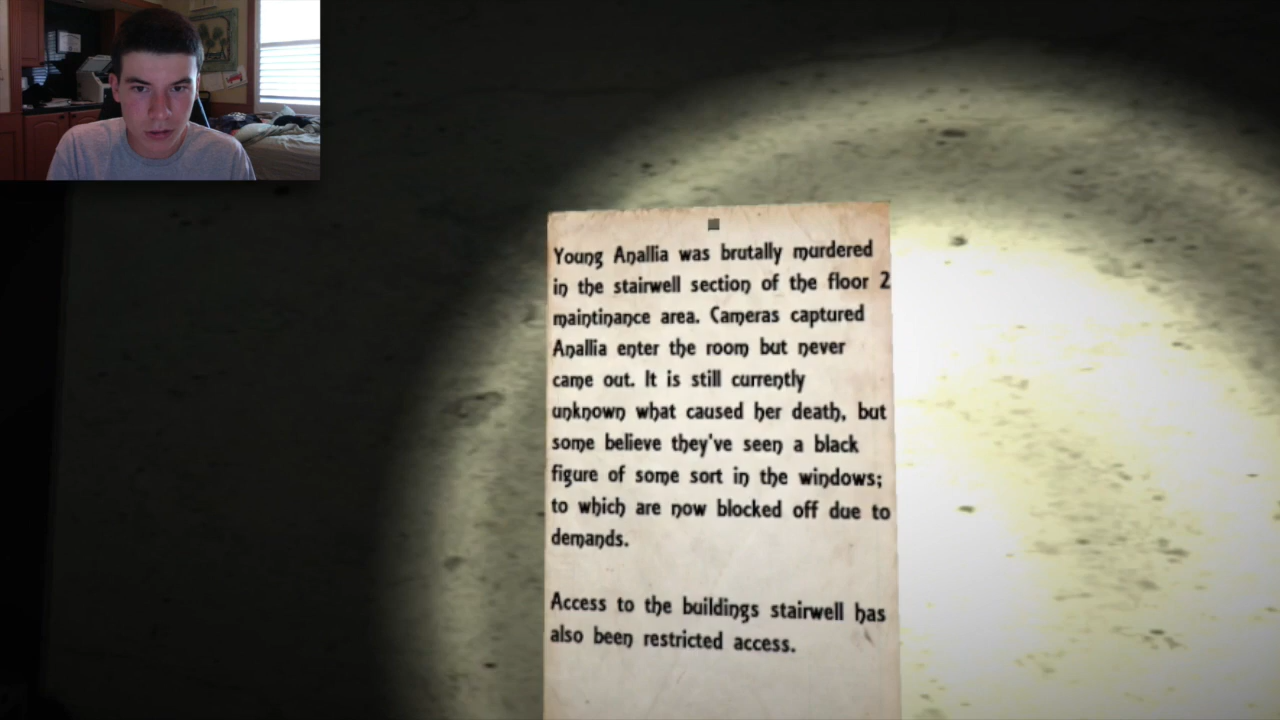 Young Anallia was brutally murdered
in the stairwell section of the floor 2
maintinance area. Cameras captured
Anallia enter the room but never
came out. It is still currently
unknown what caused her death, but
some believe they've seen a black
figure of some sort in the windows;
to which are now blocked off due to
demands.
Access to the buildings stairwell has
also been restricted access.